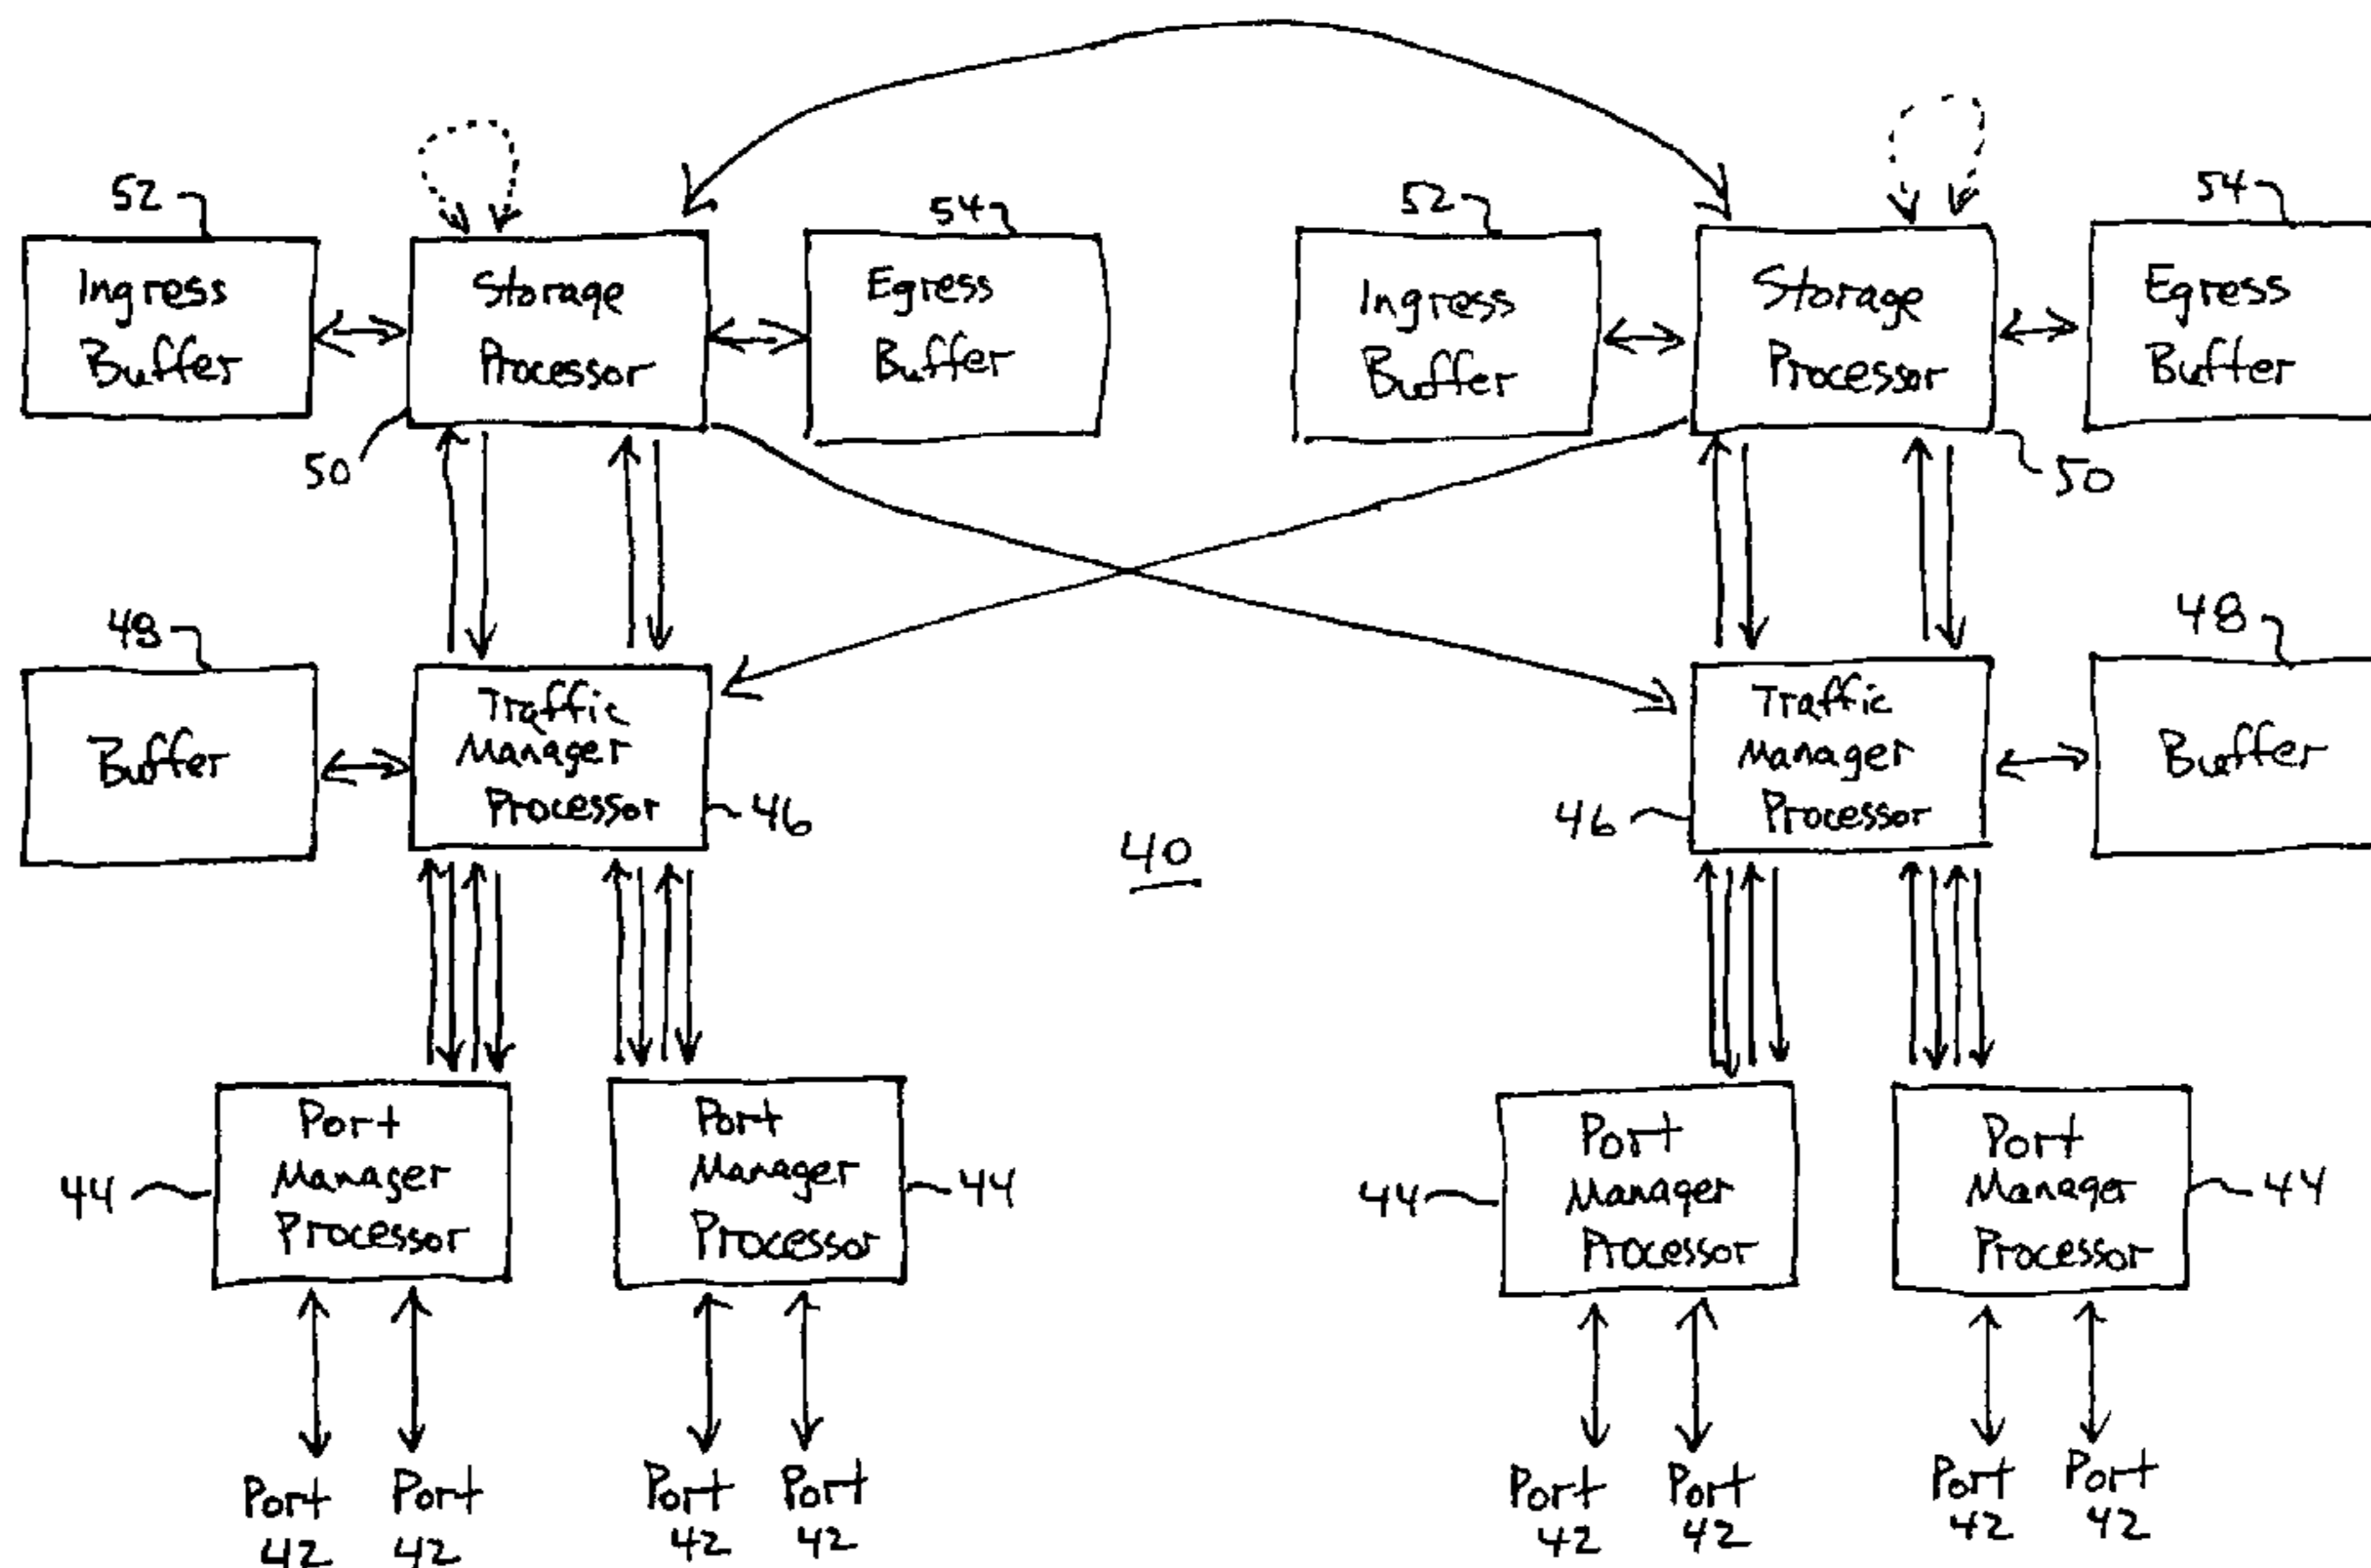 52
54
52
54
Ingress
Buffer
Storage
Processor
Egress
Buffer
Ingress
Buffer
Storage
Processor
Egress
Buffer
50
50
48
48
Buffer
Traffic
Manager
Processor
Traffic
Manager
Processor
Buffer
46
46
40
Port
Manager
Processor
Port
Manager
Processor
Port
Manager
Processor
Port
Manager
Processor
44
44
44
44
Port
42
Port
42
Port
42
Port
42
Port
42
Port
42
Port
42
Port
42